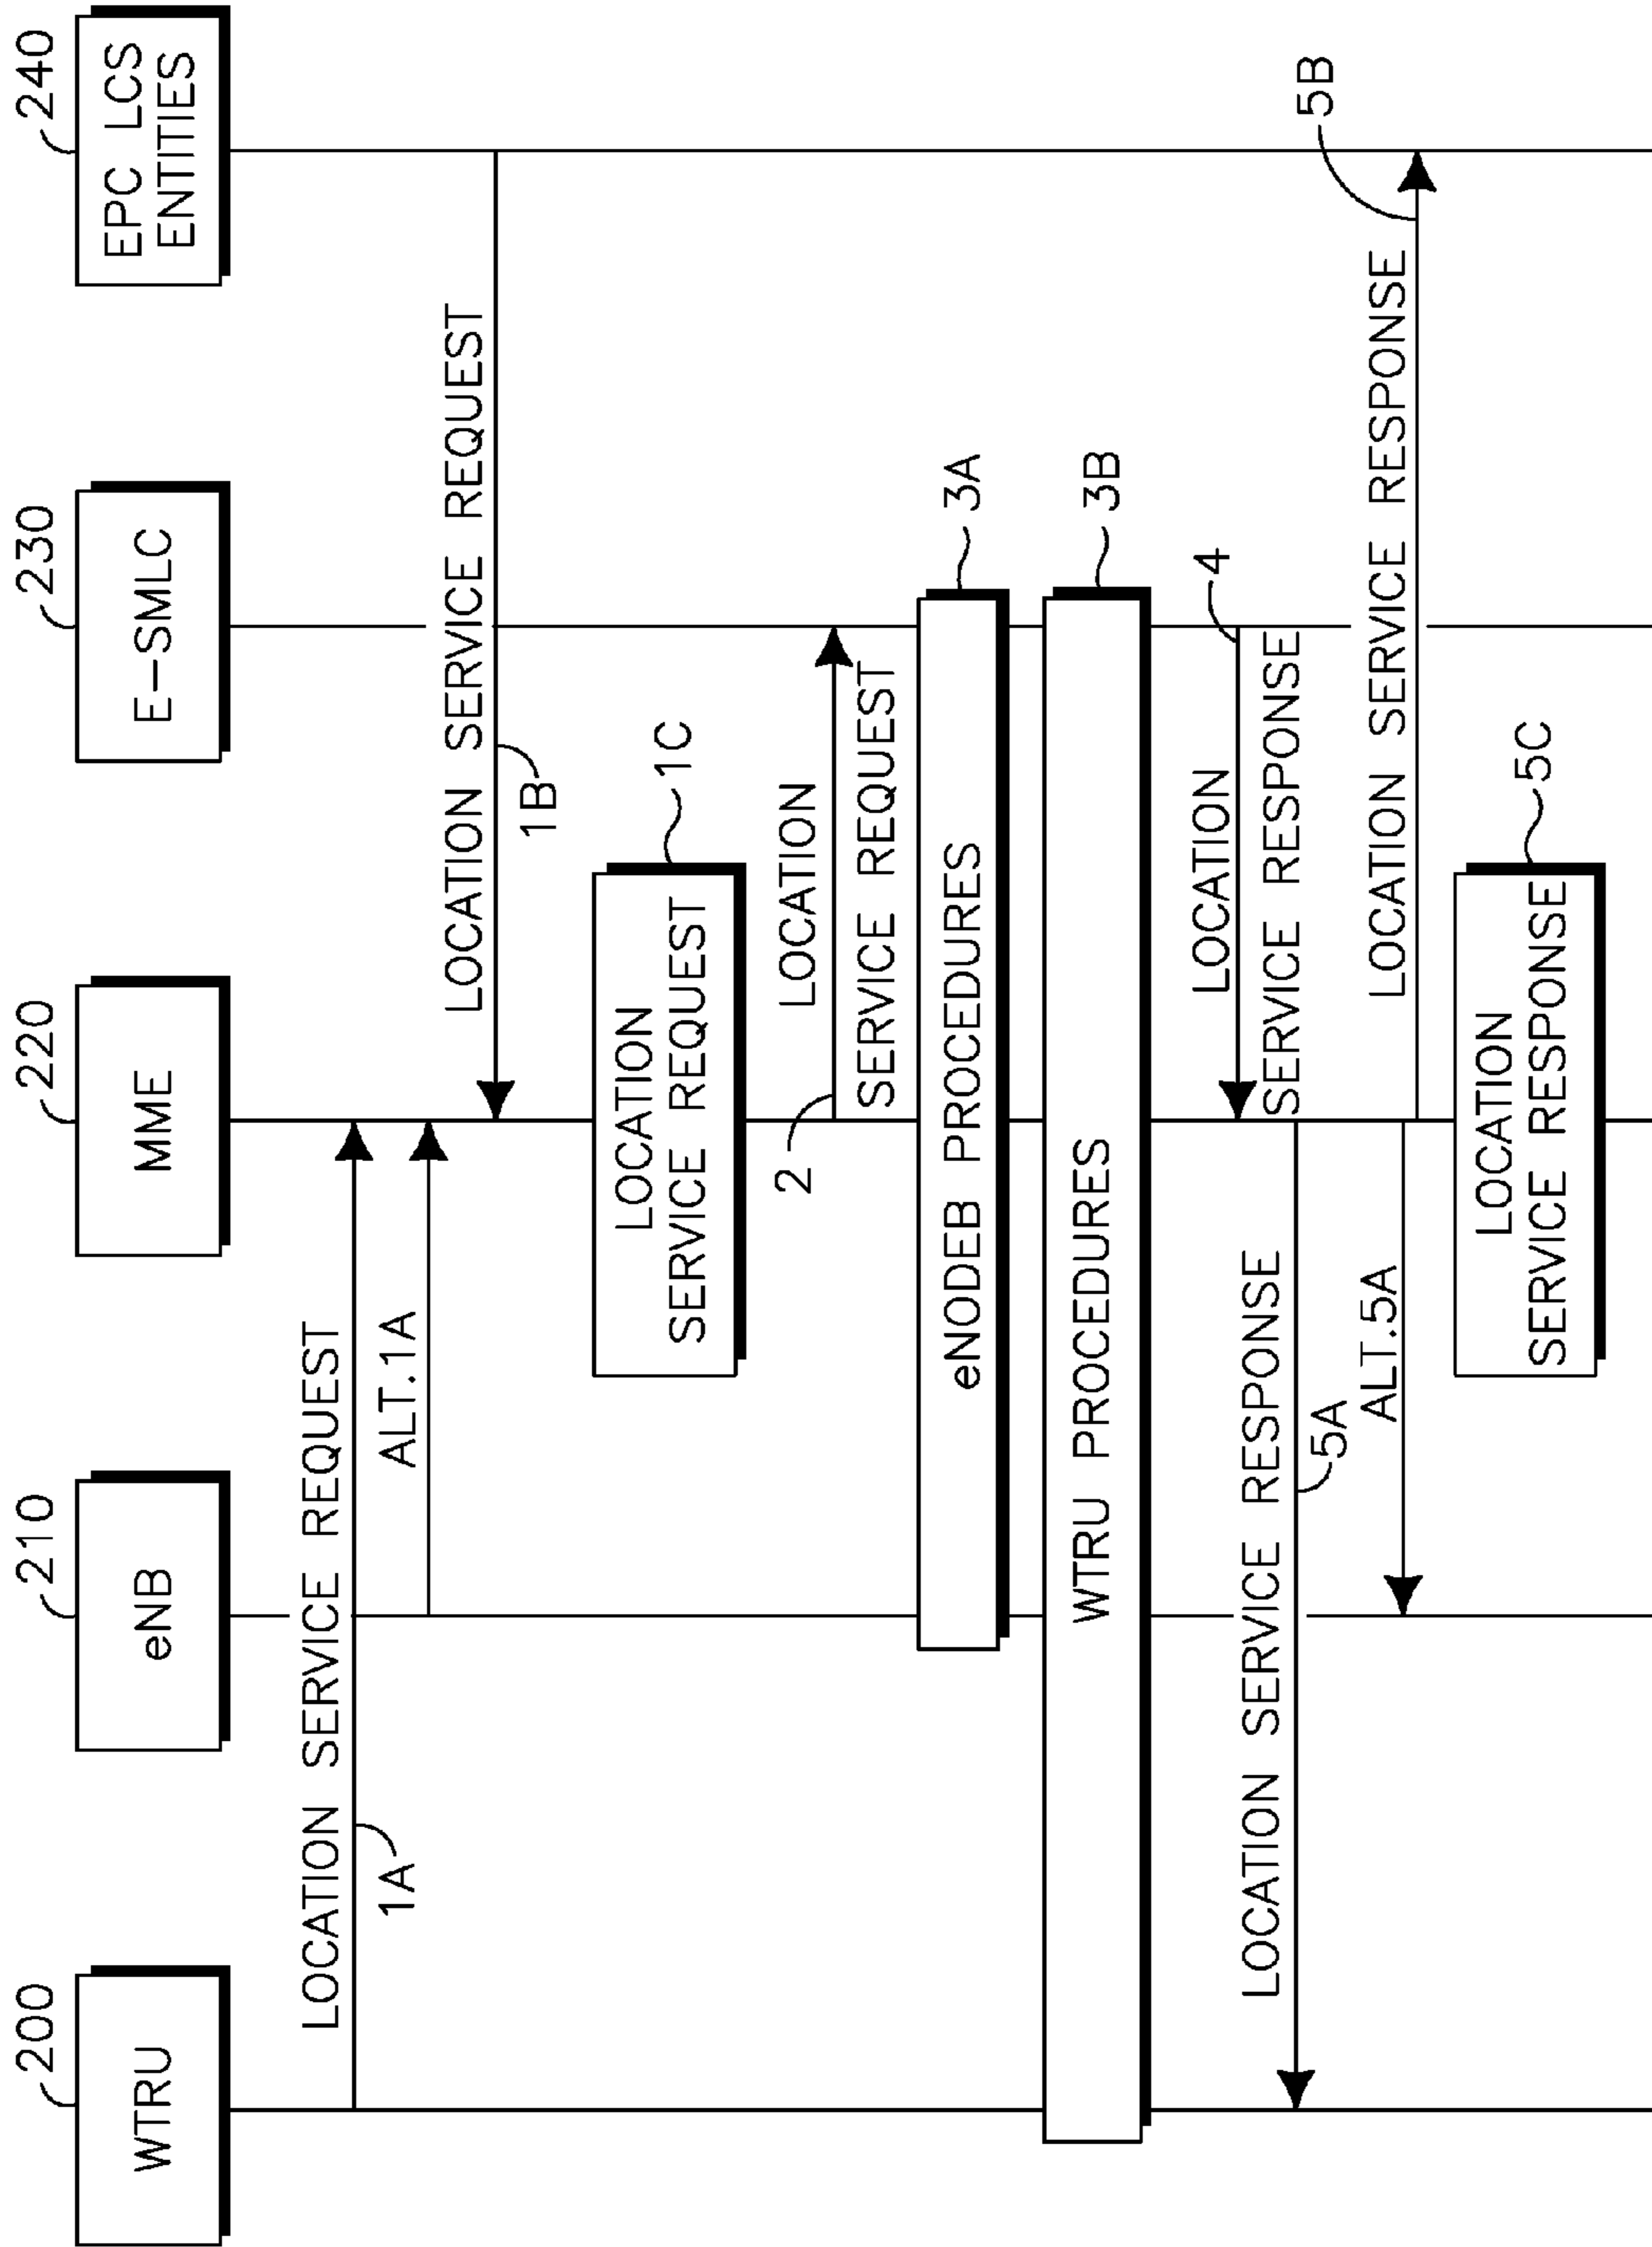 200
210
220
230
240
WTRU
eNB
MME
E-SMLC
EPC LCS
ENTITIES
LOCATION SERVICE REQUEST
1A
ALT.1A
LOCATION SERVICE REQUEST
1B
LOCATION
SERVICE REQUEST
1C
LOCATION
SERVICE REQUEST
2
eNODEB PROCEDURES
3A
WTRU PROCEDURES
3B
LOCATION
SERVICE RESPONSE
4
LOCATION SERVICE RESPONSE
5A
ALT.5A
LOCATION SERVICE RESPONSE
5B
LOCATION
SERVICE RESPONSE
5C